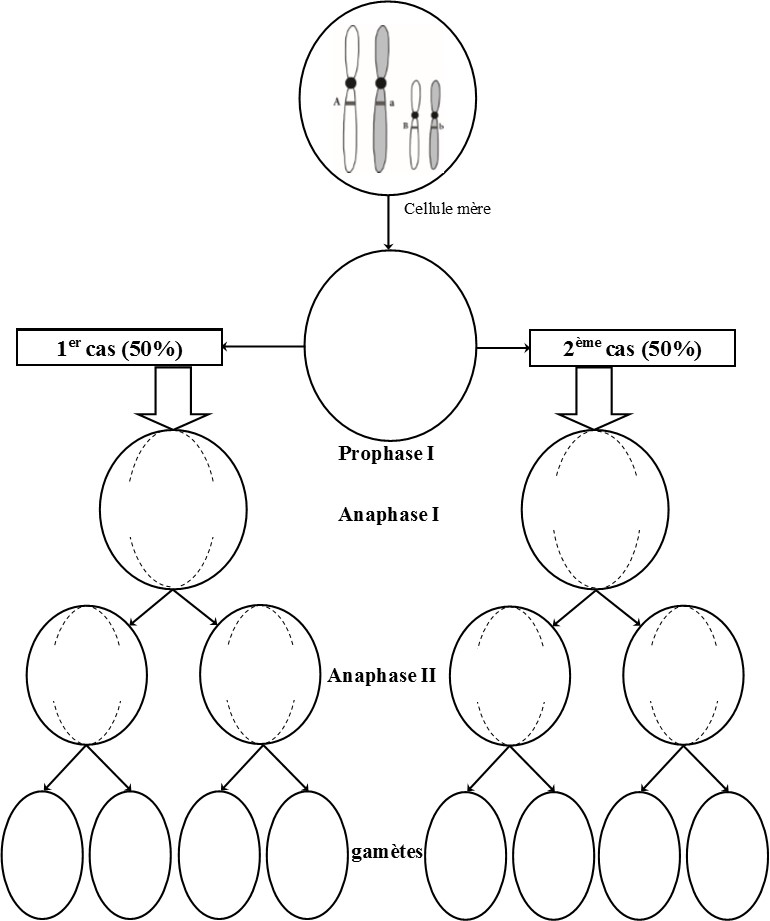 A a
B b
Cellule mère
1er cas (50%)
2ème cas (50%)
Prophase I
Anaphase I
Anaphase II
gamètes